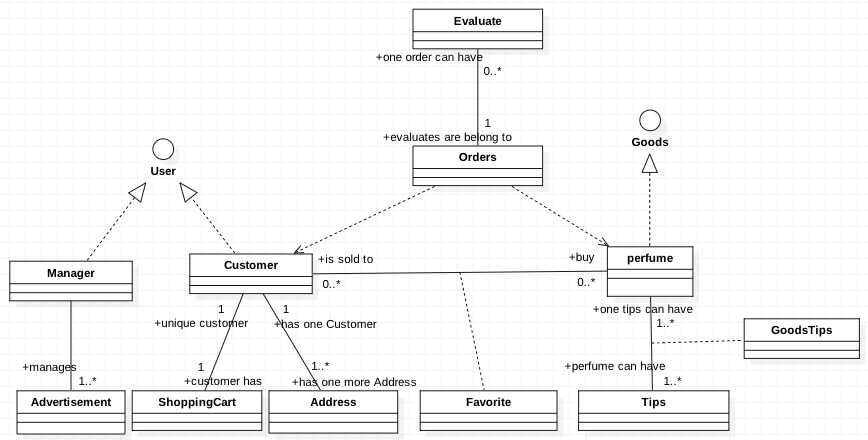 Evaluate
+one order can have
0..*
1
+evaluates are belong to
Orders
User
Goods
Manager
Customer
perfume
+is sold to
0..*
+buy
0..*
1
+unique customer
1
+has one Customer
+one tips can have
1..*
GoodsTips
+manages
1..*
1
+customer has
1..*
+has one more Address
+perfume can have
1..*
Advertisement
ShoppingCart
Address
Favorite
Tips